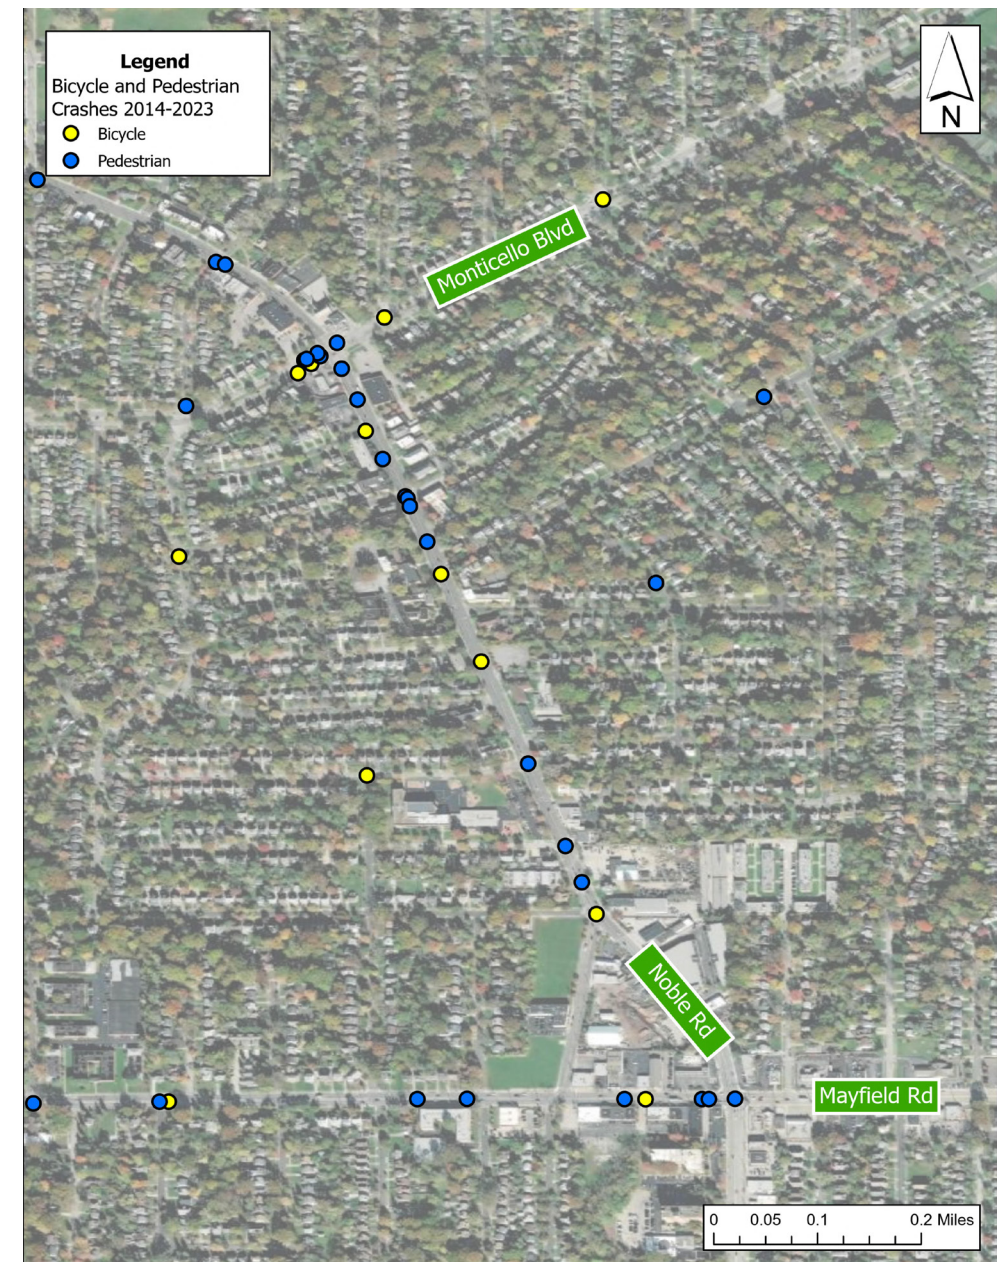 Legend
Bicycle and Pedestrian
Crashes 2014-2023
Bicycle
Pedestrian
N
Monticello Blvd
Noble Rd
Mayfield Rd
0 0.05 0.1 0.2 Miles